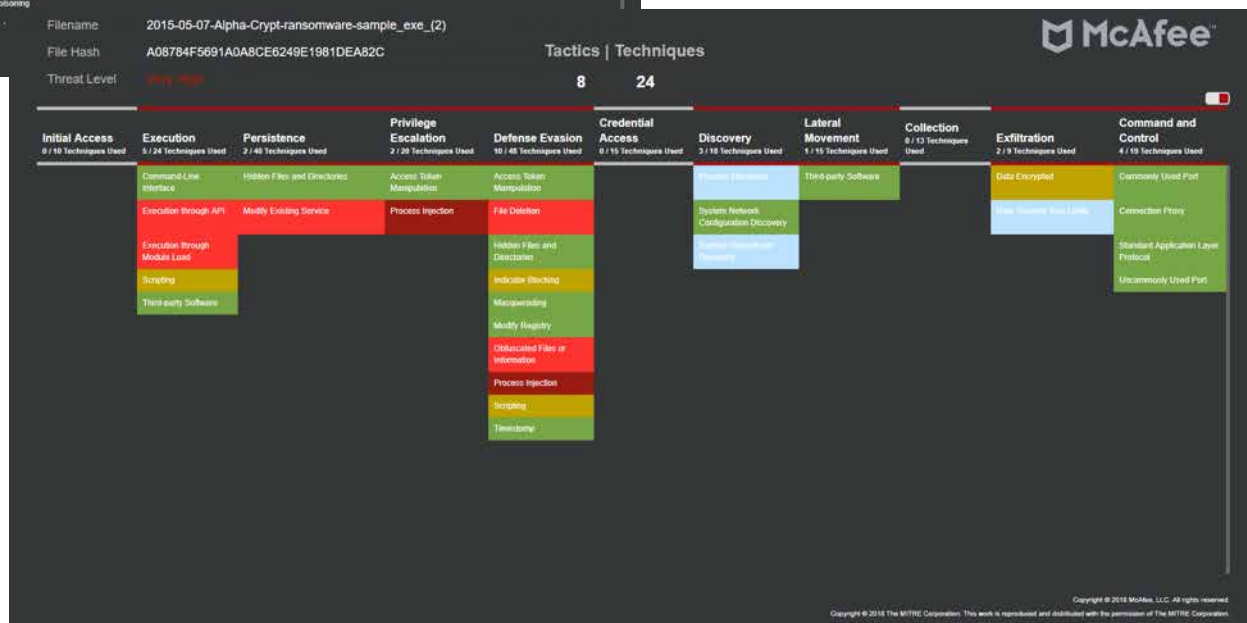 oisoning
Filename 2015-05-07-Alpha-Crypt-ransomware-sample_exe_(2)
McAfee™
File Hash A08784F5691A0A8CE6249E1981DEA82C
Tactics | Techniques
Threat Level Very High
8 24
Initial Access
0 / 10 Techniques Used
Execution
5 / 24 Techniques Used
Persistence
2 / 40 Techniques Used
Privilege
Escalation
2 / 20 Techniques Used
Defense Evasion
10 / 45 Techniques Used
Credential
Access
0 / 15 Techniques Used
Discovery
3 / 18 Techniques Used
Lateral
Movement
1 / 15 Techniques Used
Collection
0 / 13 Techniques
Used
Exfiltration
2 / 9 Techniques Used
Command and
Control
4 / 19 Techniques Used
Command-Line
Interface
Execution through API
Execution through
Module Load
Scripting
Third-party Software
Hidden Files and Directories
Modify Existing Service
Access Token
Manipulation
Process Injection
Access Token
Manipulation
File Deletion
Hidden Files and
Directories
Indicator Blocking
Masquerading
Modify Registry
Obfuscated Files or
Information
Process Injection
Scripting
Timestomp
Process Discovery
System Network
Configuration Discovery
Discovery
Third-party Software
Data Encrypted
Commonly Used Port
Connection Proxy
Standard Application Layer
Protocol
Uncommonly Used Port
Copyright © 2018 McAfee, LLC. All rights reserved
Copyright © 2018 The MITRE Corporation. This work is reproduced and distributed with the permission of The MITRE Corporation.